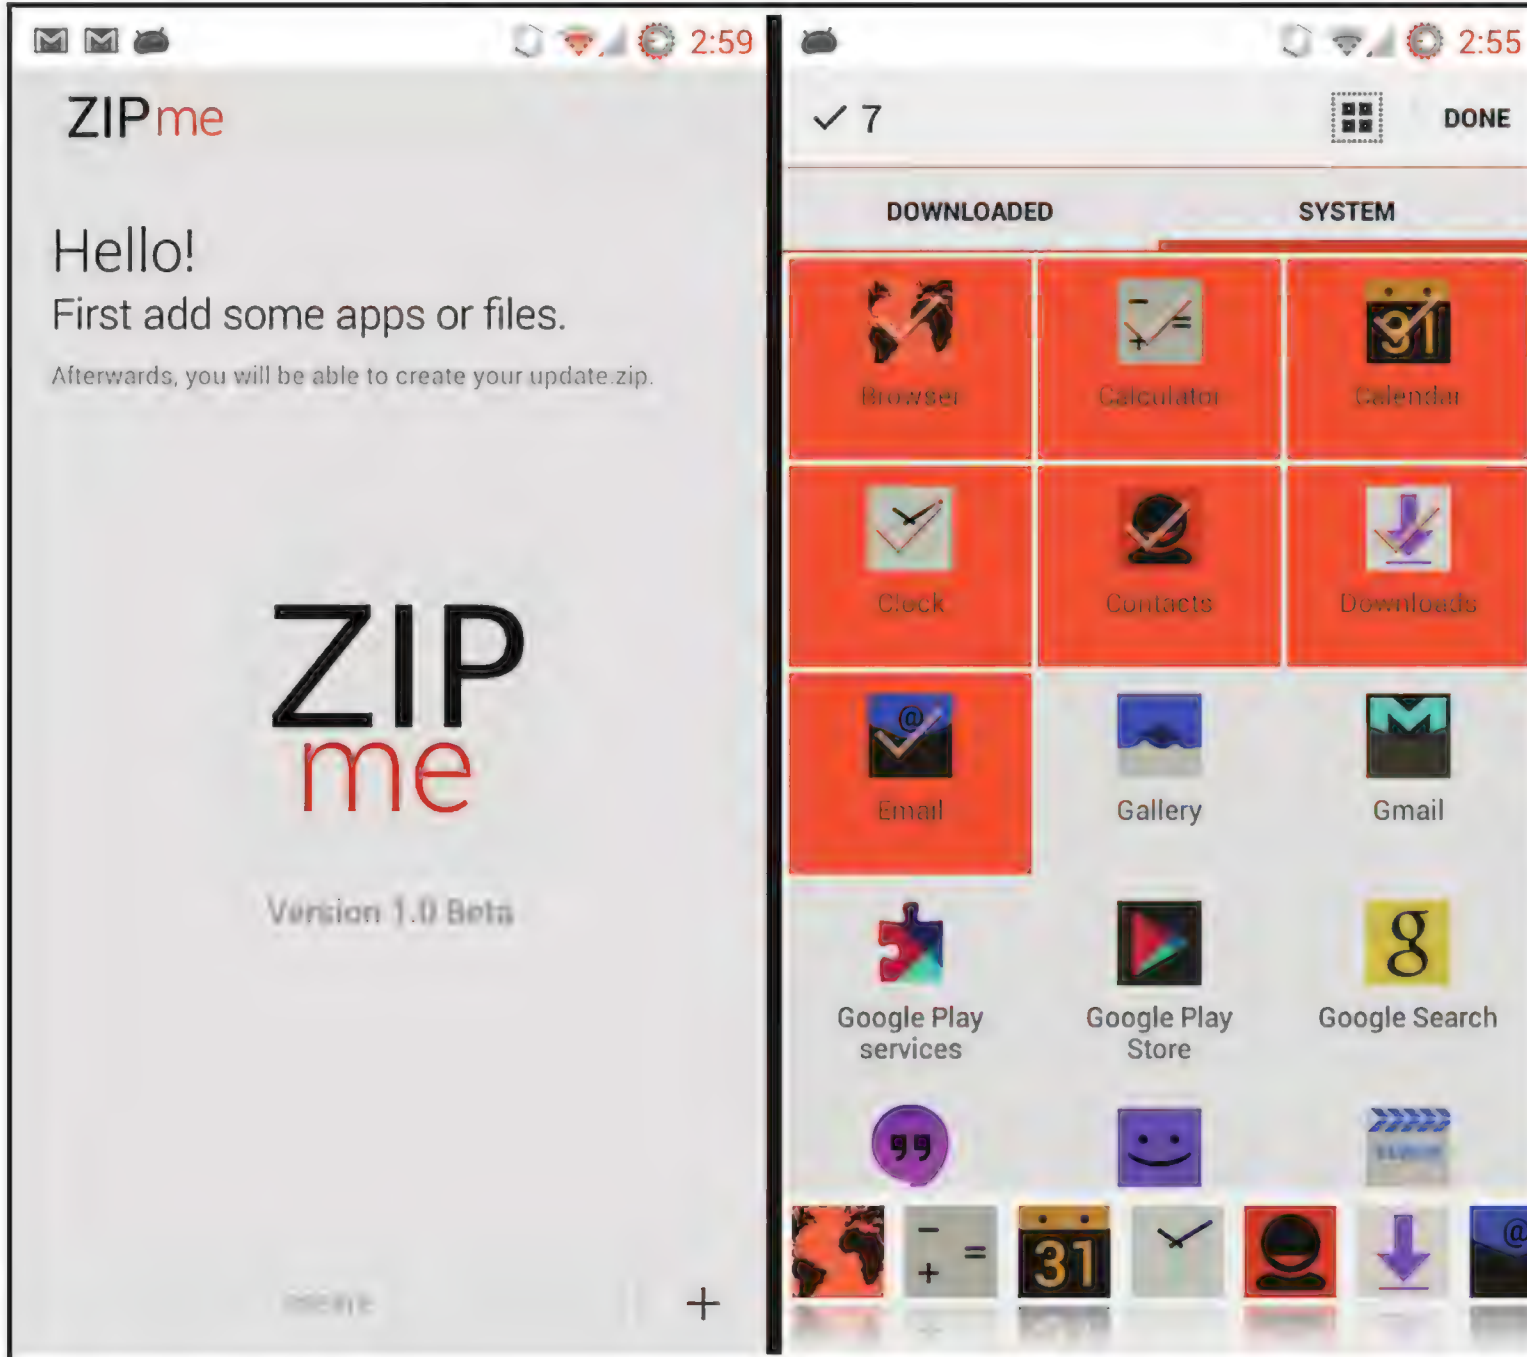 2:59
ZIPme
Hello!
First add some apps or files.
Afterwards, you will be able to create your update.zip.
ZIP
me
Version 1.0 Beta
+
2:55
7
DONE
DOWNLOADED
SYSTEM
Browser
Calculator
Calendar
Clock
Contacts
Downloads
Email
Gallery
Gmail
Google Play
services
Google Play
Store
Google Search
31